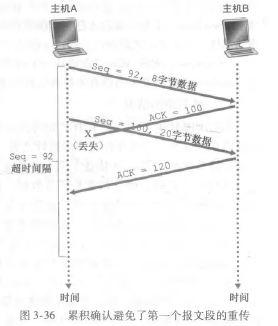 主机A
主机B
Seq = 92, 8字节数据
ACK = 100
Seq = 100, 20字节数据
X
(丢失)
Seq = 92
超时间隔
ACK = 120
时间
时间
图 3-36 累积确认避免了第一个报文段的重传